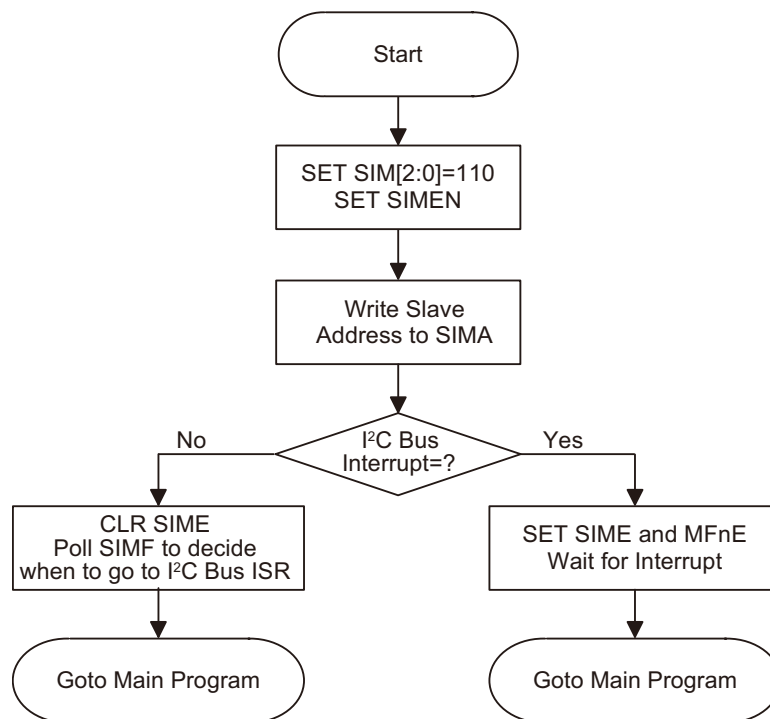 Start
SET SIM[2:0]=110
SET SIMEN
Write Slave
Address to SIMA
I²C Bus
Interrupt=?
No
Yes
CLR SIME
Poll SIMF to decide
when to go to I²C Bus ISR
SET SIME and MFnE
Wait for Interrupt
Goto Main Program
Goto Main Program